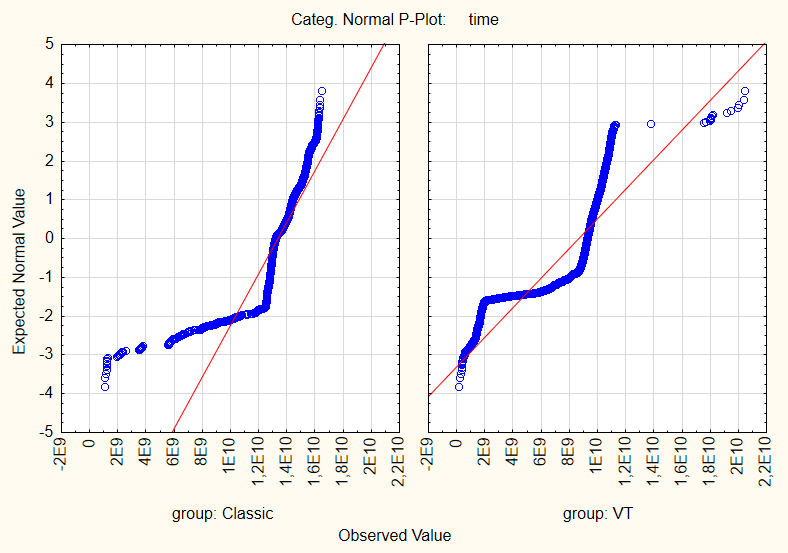 Categ. Normal P-Plot: time
Expected Normal Value
5
4
3
2
1
0
-1
-2
-3
-4
-5
-2E9 0 2E9 4E9 6E9 8E9 1E10 1,2E10 1,4E10 1,6E10 1,8E10 2E10 2,2E10
-2E9 0 2E9 4E9 6E9 8E9 1E10 1,2E10 1,4E10 1,6E10 1,8E10 2E10 2,2E10
group: Classic
group: VT
Observed Value